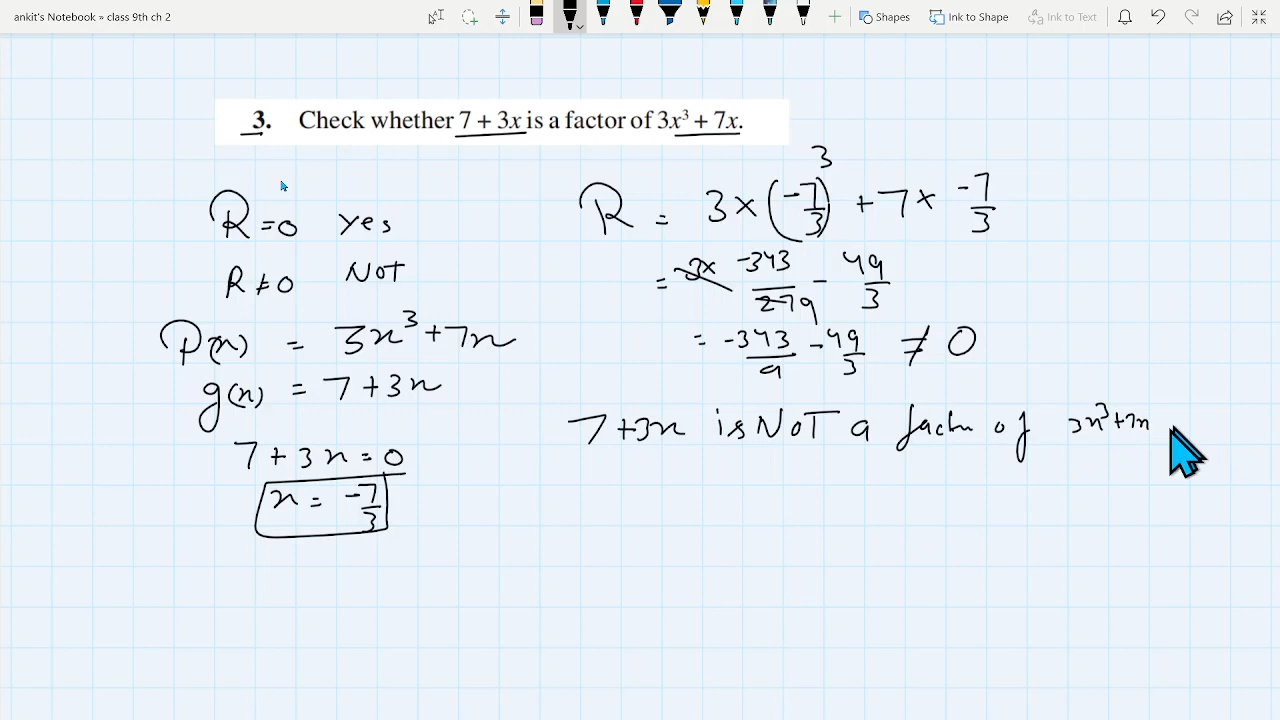 ankits Notebook » class 9th ch 2
Shapes Ink to Shape Ink to Text
3. Check whether 7 + 3x is a factor of 3x³ + 7x.
R = 0 Yes
R ≠ 0 Not
P(x) = 3x³ + 7x
g(x) = 7 + 3x
7 + 3x = 0
x = -7/3
R = 3 × (-7/3)³ + 7 × -7/3
= 3× -343/27 9 - 49/3
= -343/9 - 49/3 ≠ 0
7 + 3x is NOT a factor of 3x³ + 7x